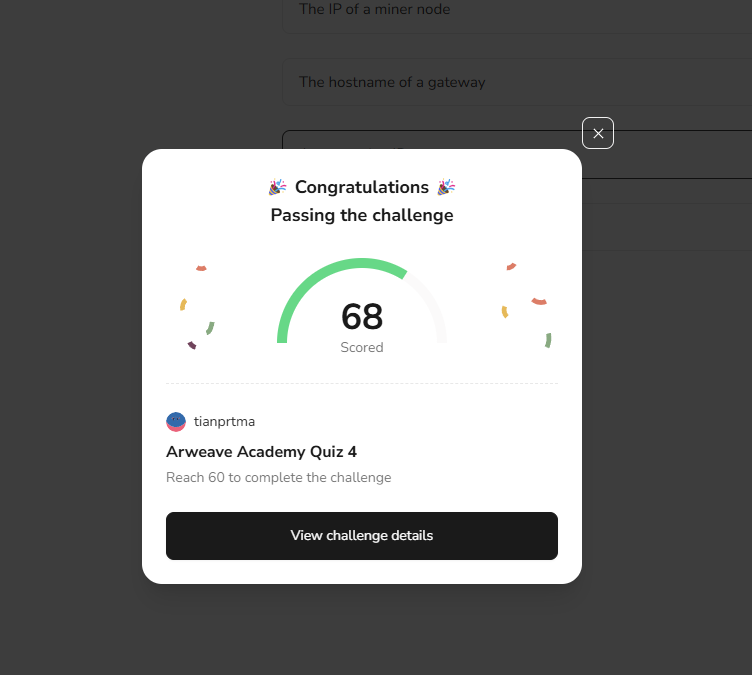 The IP of a miner node
The hostname of a gateway
Congratulations
Passing the challenge
68
Scored
tianprtma
Arweave Academy Quiz 4
Reach 60 to complete the challenge
View challenge details